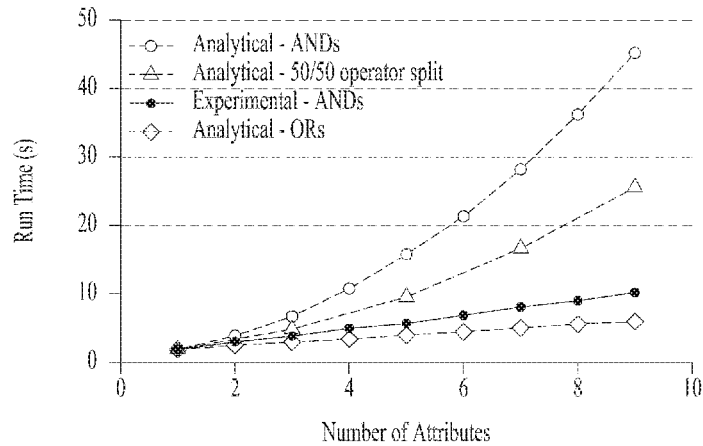 50
40
30
20
10
0
Run Time (s)
Analytical - ANDs
Analytical - 50/50 operator split
Experimental - ANDs
Analytical - ORs
0 2 4 6 8 10
Number of Attributes